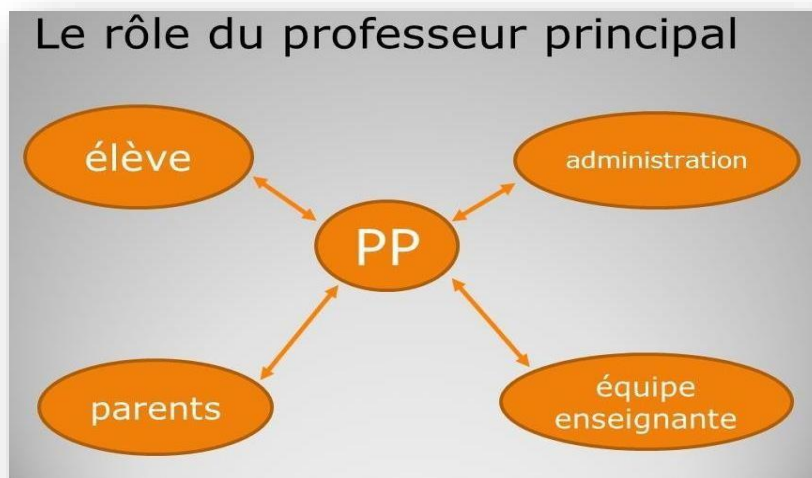 Le rôle du professeur principal
élève
administration
PP
parents
équipe
enseignante